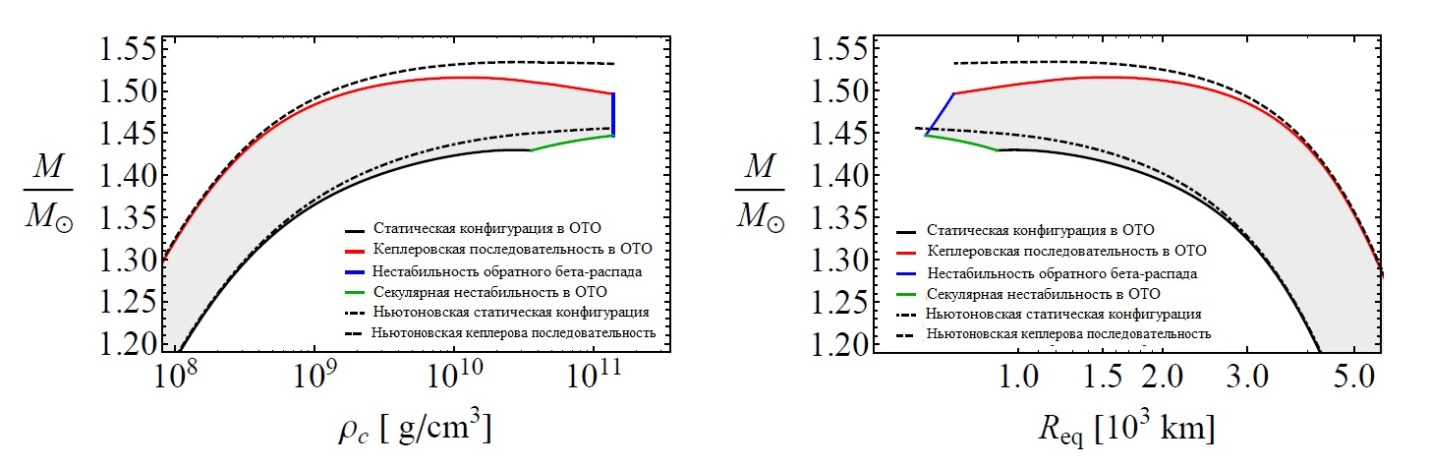 1.55
1.50
1.45
1.40
1.35
1.30
1.25
1.20
M
M☉
Статическая конфигурация в ОТО
Кеплеровская последовательность в ОТО
Нестабильность обратного бета-распада
Секулярная нестабильность в ОТО
Ньютоновская статическая конфигурация
Ньютоновская кеплерова последовательность
10⁸ 10⁹ 10¹⁰ 10¹¹
ρc [ g/cm³]
1.55
1.50
1.45
1.40
1.35
1.30
1.25
1.20
M
M☉
Статическая конфигурация в ОТО
Кеплеровская последовательность в ОТО
Нестабильность обратного бета-распада
Секулярная нестабильность в ОТО
Ньютоновская статическая конфигурация
Ньютоновская кеплерова последовательность
1.0 1.5 2.0 3.0 5.0
Req [10³ km]